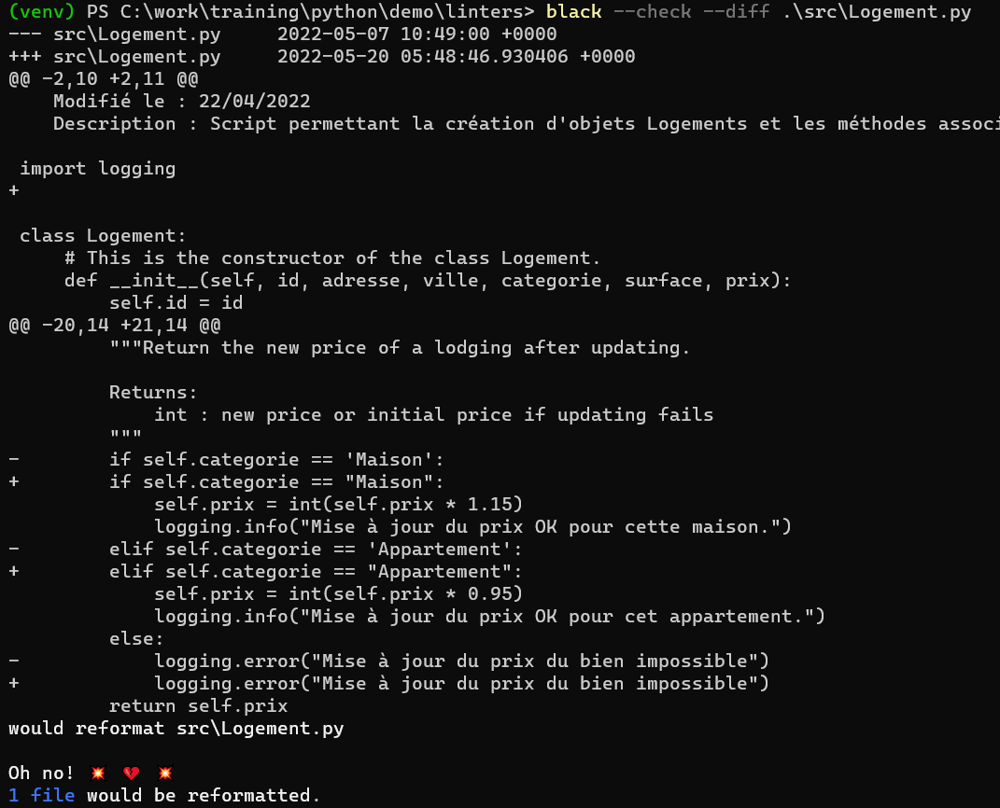 (venv) PS C:\work\training\python\demo\linters> black --check --diff .\src\Logement.py
--- src\Logement.py     2022-05-07 10:49:00 +0000
+++ src\Logement.py     2022-05-20 05:48:46.930406 +0000
@@ -2,10 +2,11 @@
    Modifié le : 22/04/2022
    Description : Script permettant la création d'objets Logements et les méthodes associ

 import logging
+

 class Logement:
     # This is the constructor of the class Logement.
     def __init__(self, id, adresse, ville, categorie, surface, prix):
         self.id = id
@@ -20,14 +21,14 @@
         """Return the new price of a lodging after updating.

         Returns:
             int : new price or initial price if updating fails
         """
-        if self.categorie == 'Maison':
+        if self.categorie == "Maison":
             self.prix = int(self.prix * 1.15)
             logging.info("Mise à jour du prix OK pour cette maison.")
-        elif self.categorie == 'Appartement':
+        elif self.categorie == "Appartement":
             self.prix = int(self.prix * 0.95)
             logging.info("Mise à jour du prix OK pour cet appartement.")
         else:
-            logging.error("Mise à jour du prix du bien impossible")
+            logging.error("Mise à jour du prix du bien impossible")
         return self.prix
would reformat src\Logement.py

Oh no! 💥 💔 💥
1 file would be reformatted.